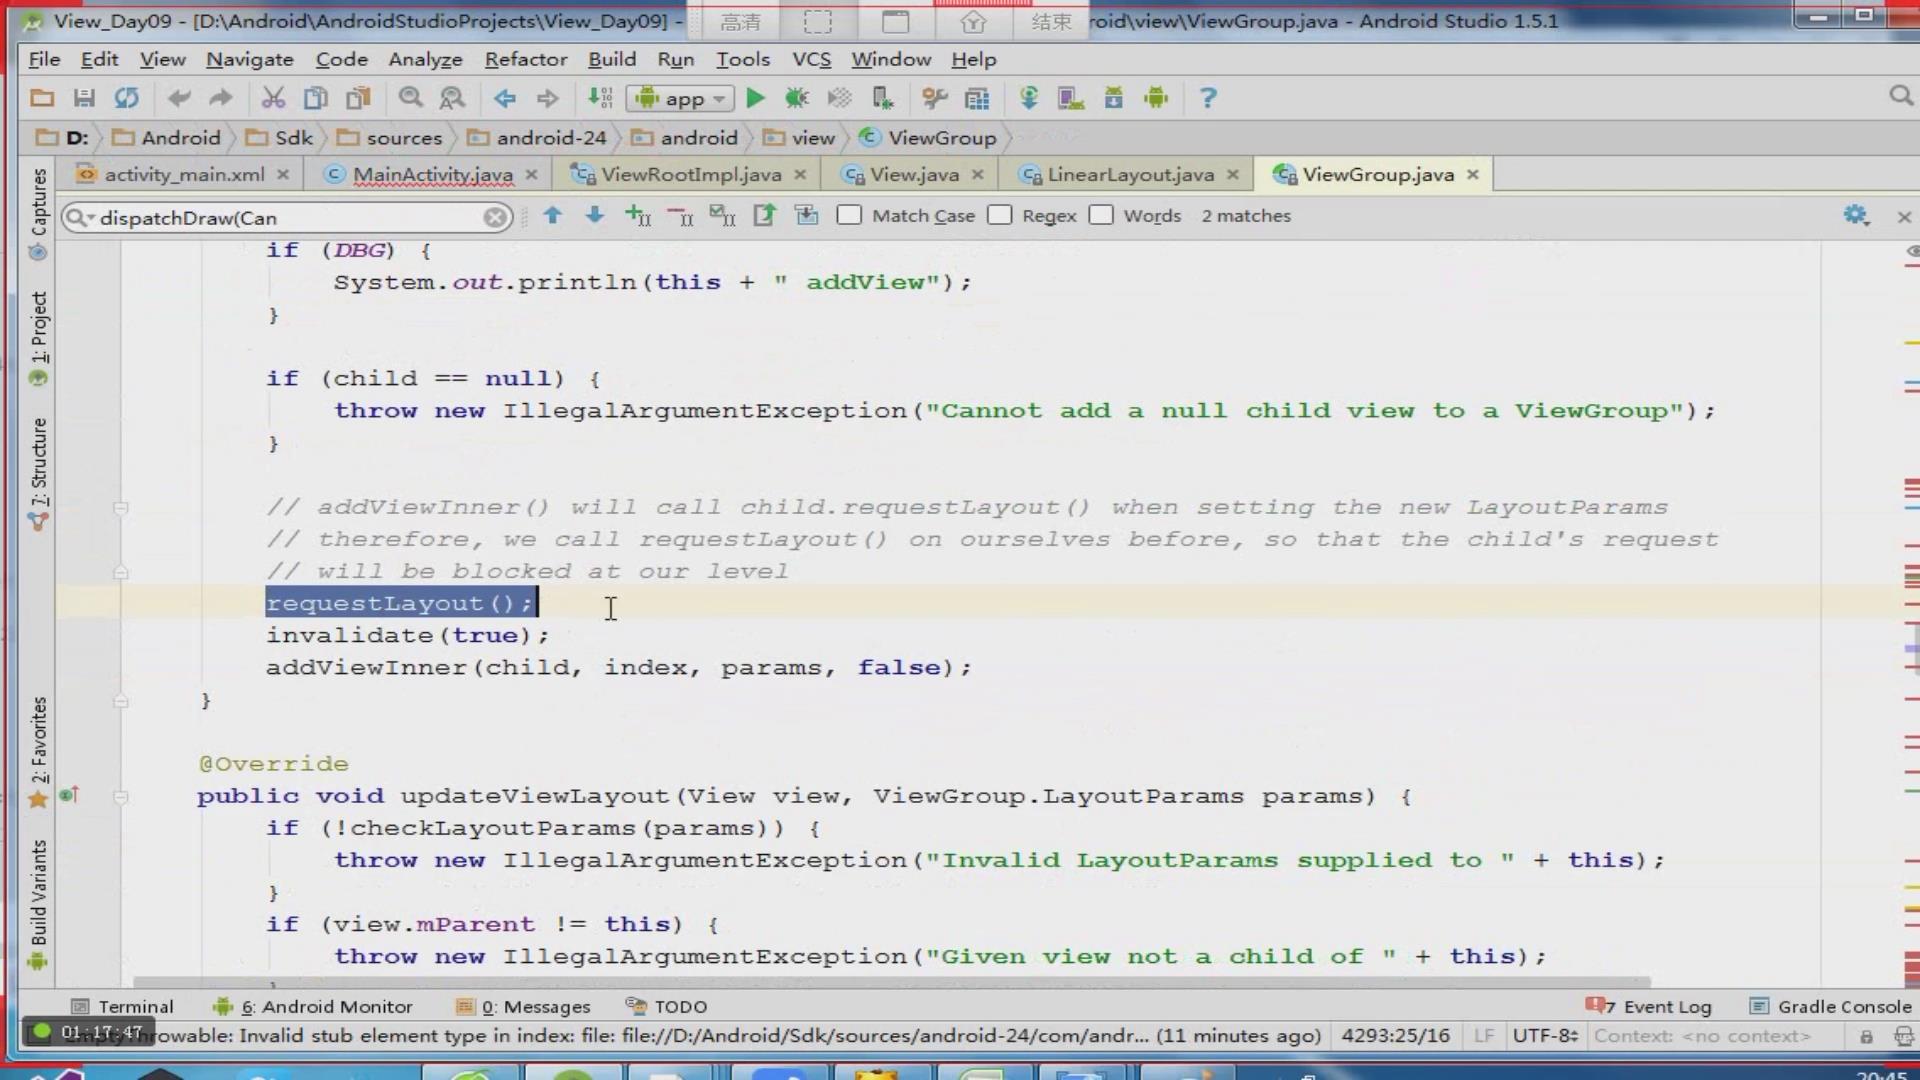 View_Day09 - [D:\Android\AndroidStudioProjects\View_Day09] -
高清
结束
roid\view\ViewGroup.java - Android Studio 1.5.1
File Edit View Navigate Code Analyze Refactor Build Run Tools VCS Window Help
app
D: Android Sdk sources android-24 android view ViewGroup
activity_main.xml MainActivity.java ViewRootImpl.java View.java LinearLayout.java ViewGroup.java
dispatchDraw(Can Match Case Regex Words 2 matches
Captures
1: Project
7: Structure
2: Favorites
Build Variants
if (DBG) {
System.out.println(this + " addView");
}
if (child == null) {
throw new IllegalArgumentException("Cannot add a null child view to a ViewGroup");
}
// addViewInner() will call child.requestLayout() when setting the new LayoutParams
// therefore, we call requestLayout() on ourselves before, so that the child's request
// will be blocked at our level
requestLayout();
invalidate(true);
addViewInner(child, index, params, false);
}
@Override
public void updateViewLayout(View view, ViewGroup.LayoutParams params) {
if (!checkLayoutParams(params)) {
throw new IllegalArgumentException("Invalid LayoutParams supplied to " + this);
}
if (view.mParent != this) {
throw new IllegalArgumentException("Given view not a child of " + this);
Terminal 6: Android Monitor 0: Messages TODO 7 Event Log Gradle Console
01:17:47
rowable: Invalid stub element type in index: file: file://D:/Android/Sdk/sources/android-24/com/andr... (11 minutes ago) 4293:25/16 LF UTF-8 Context: <no context>
20:45